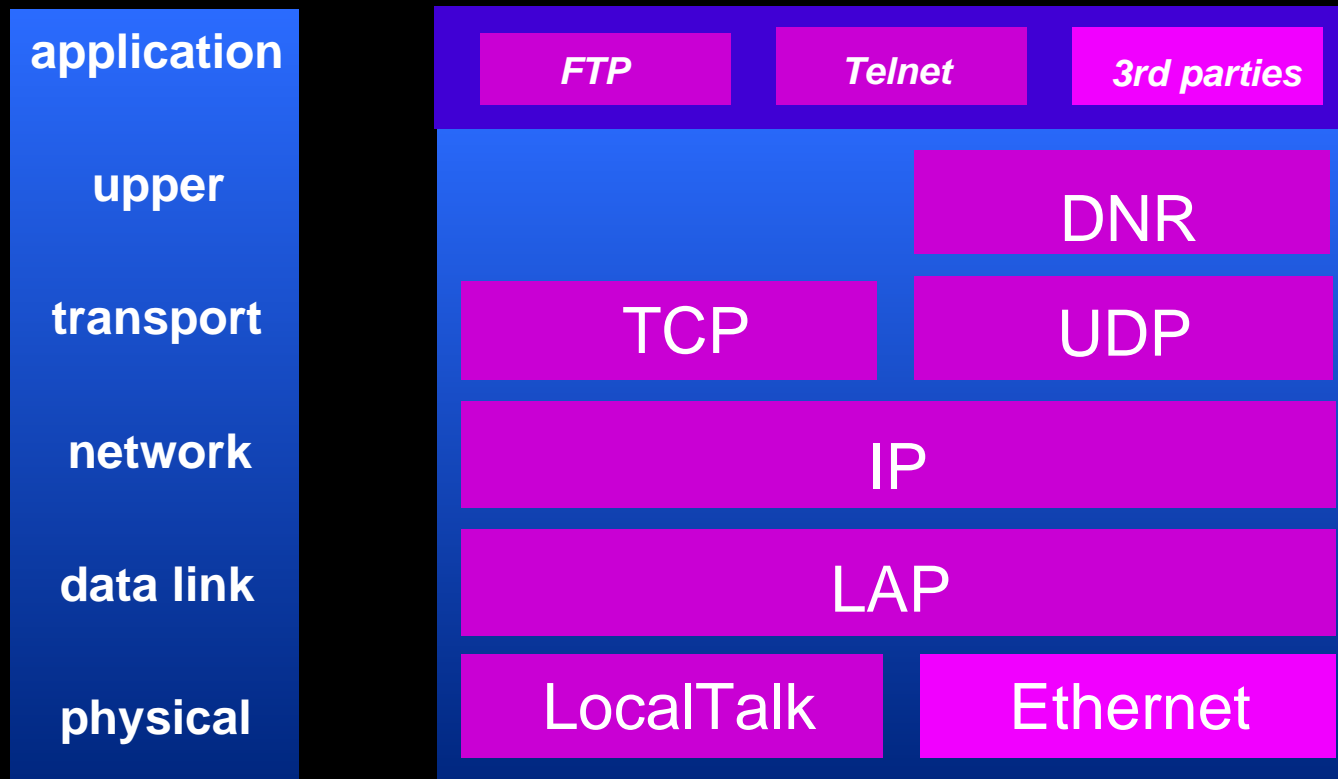 application
FTP
Telnet
3rd parties
upper
DNR
transport
TCP
UDP
network
IP
data link
LAP
physical
LocalTalk
Ethernet